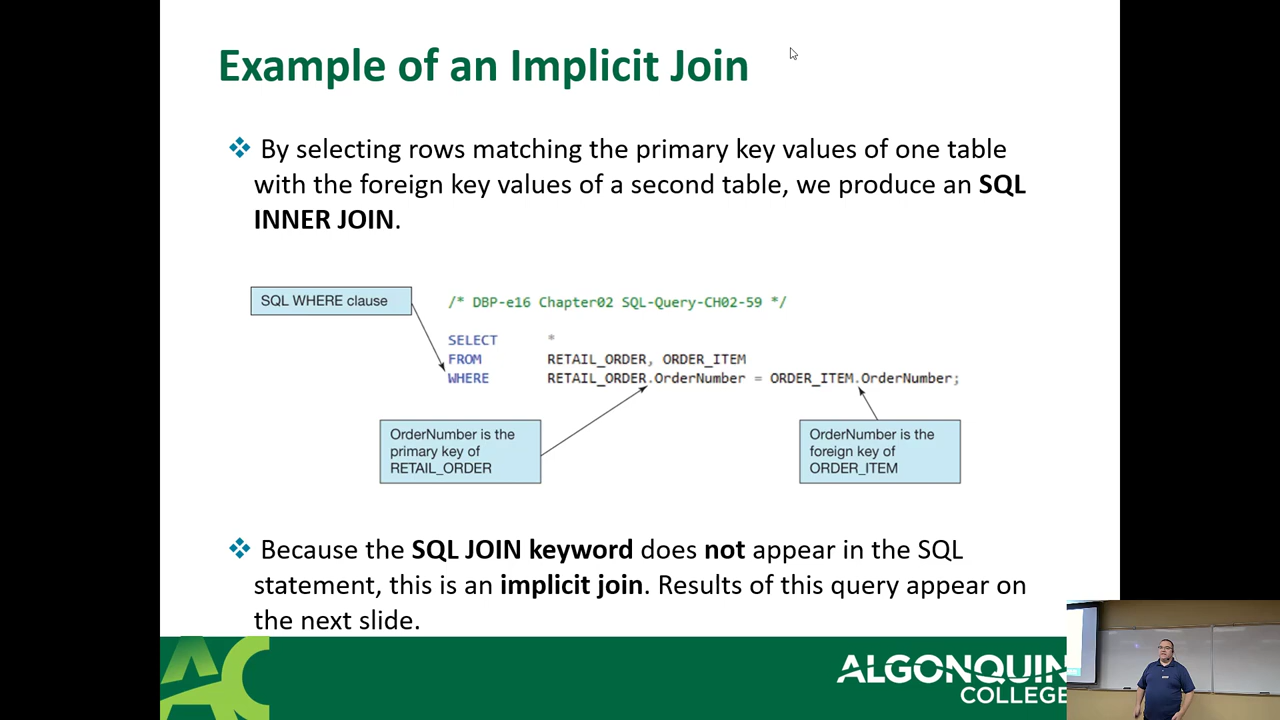 Example of an Implicit Join
❖ By selecting rows matching the primary key values of one table
with the foreign key values of a second table, we produce an SQL
INNER JOIN.
SQL WHERE clause
/* DBP-e16 Chapter02 SQL-Query-CH02-59 */
SELECT *
FROM RETAIL_ORDER, ORDER_ITEM
WHERE RETAIL_ORDER.OrderNumber = ORDER_ITEM.OrderNumber;
OrderNumber is the
primary key of
RETAIL_ORDER
OrderNumber is the
foreign key of
ORDER_ITEM
❖ Because the SQL JOIN keyword does not appear in the SQL
statement, this is an implicit join. Results of this query appear on
the next slide.
AC
ALGONQUIN
COLLEGE